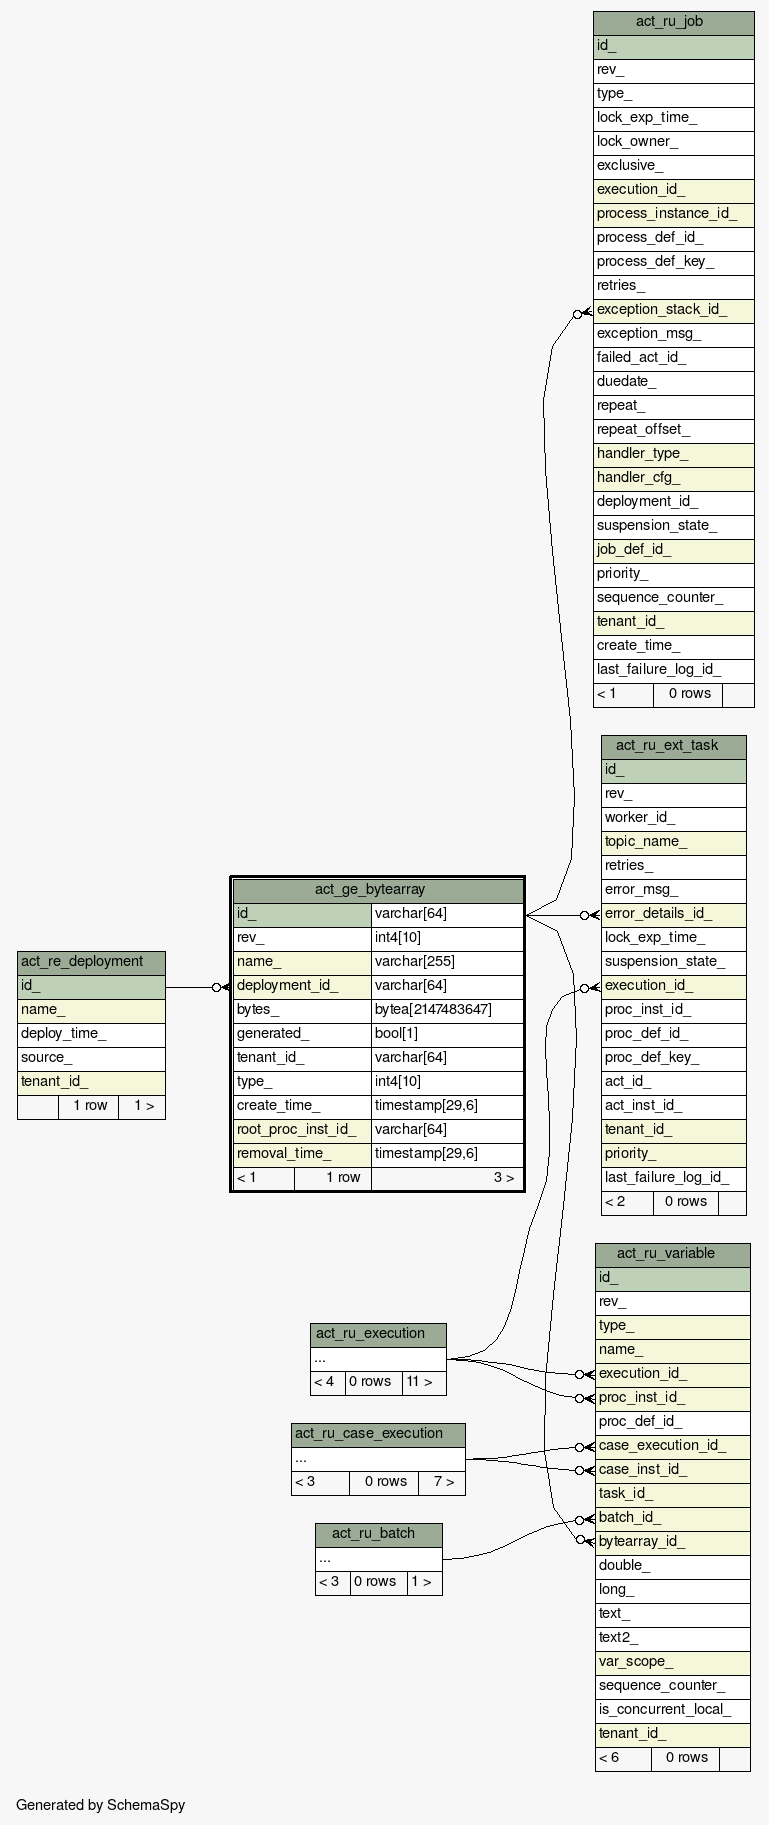 act_ru_job
id_
rev_
type_
lock_exp_time_
lock_owner_
exclusive_
execution_id_
process_instance_id_
process_def_id_
process_def_key_
retries_
exception_stack_id_
exception_msg_
failed_act_id_
duedate_
repeat_
repeat_offset_
handler_type_
handler_cfg_
deployment_id_
suspension_state_
job_def_id_
priority_
sequence_counter_
tenant_id_
create_time_
last_failure_log_id_
< 1 0 rows
act_ru_ext_task
id_
rev_
worker_id_
topic_name_
retries_
error_msg_
error_details_id_
lock_exp_time_
suspension_state_
execution_id_
proc_inst_id_
proc_def_id_
proc_def_key_
act_id_
act_inst_id_
tenant_id_
priority_
last_failure_log_id_
< 2 0 rows
act_ge_bytearray
id_ varchar[64]
rev_ int4[10]
name_ varchar[255]
deployment_id_ varchar[64]
bytes_ bytea[2147483647]
generated_ bool[1]
tenant_id_ varchar[64]
type_ int4[10]
create_time_ timestamp[29,6]
root_proc_inst_id_ varchar[64]
removal_time_ timestamp[29,6]
< 1 1 row 3 >
act_re_deployment
id_
name_
deploy_time_
source_
tenant_id_
1 row 1 >
act_ru_variable
id_
rev_
type_
name_
execution_id_
proc_inst_id_
proc_def_id_
case_execution_id_
case_inst_id_
task_id_
batch_id_
bytearray_id_
double_
long_
text_
text2_
var_scope_
sequence_counter_
is_concurrent_local_
tenant_id_
< 6 0 rows
act_ru_execution
...
< 4 0 rows 11 >
act_ru_case_execution
...
< 3 0 rows 7 >
act_ru_batch
...
< 3 0 rows 1 >
Generated by SchemaSpy